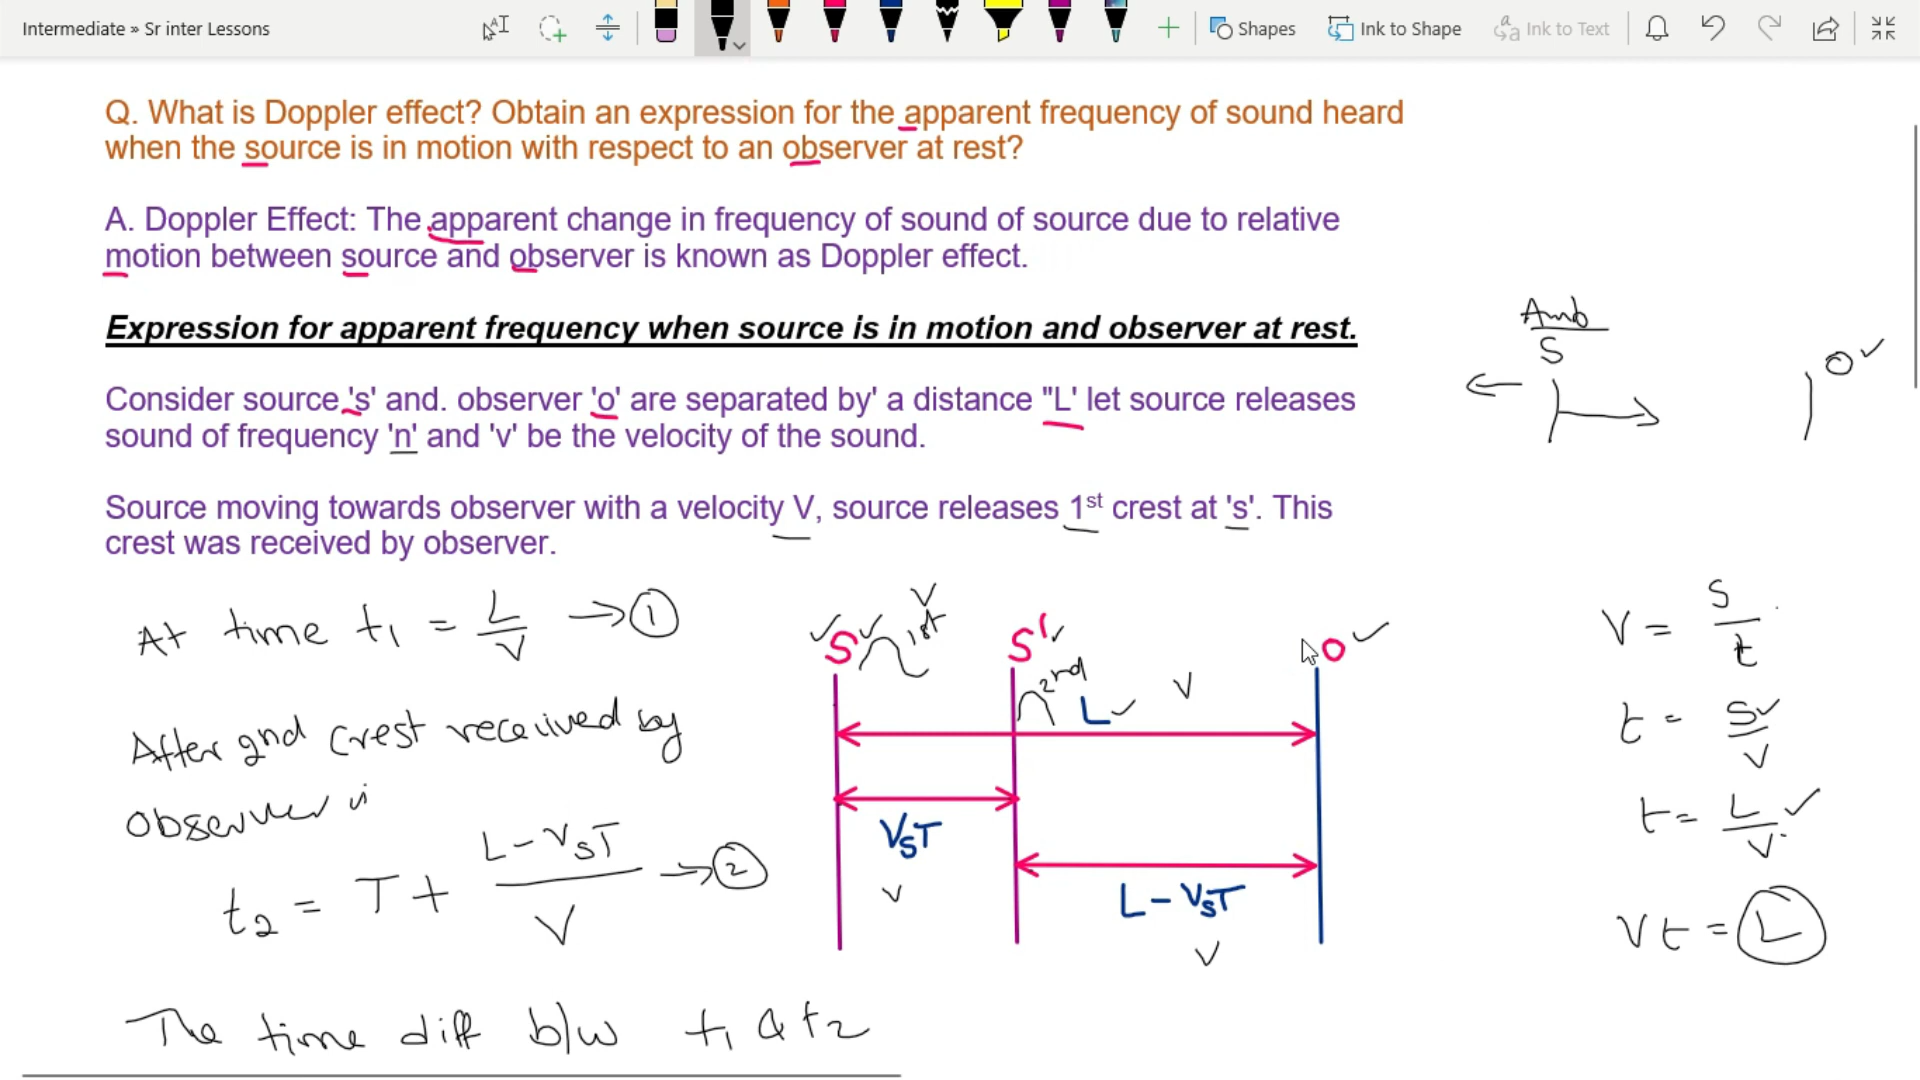 Intermediate » Sr inter Lessons
Shapes
Ink to Shape
Ink to Text
Q. What is Doppler effect? Obtain an expression for the apparent frequency of sound heard
when the source is in motion with respect to an observer at rest?
A. Doppler Effect: The apparent change in frequency of sound of source due to relative
motion between source and observer is known as Doppler effect.
Expression for apparent frequency when source is in motion and observer at rest.
Amb
S
O
Consider source 's' and. observer 'o' are separated by' a distance "L' let source releases
sound of frequency 'n' and 'v' be the velocity of the sound.
Source moving towards observer with a velocity V, source releases 1st crest at 's'. This
crest was received by observer.
At time t₁ = L/V → ①
After 2nd Crest received by
Observer is
t₂ = T + (L - VₛT)/V → ②
The time diff b/w t₁ & t₂
S 1st V
S' 2nd
O
L V
VₛT
V
L - VₛT
V
V = S/t
t = S/V
t = L/V
Vt = L